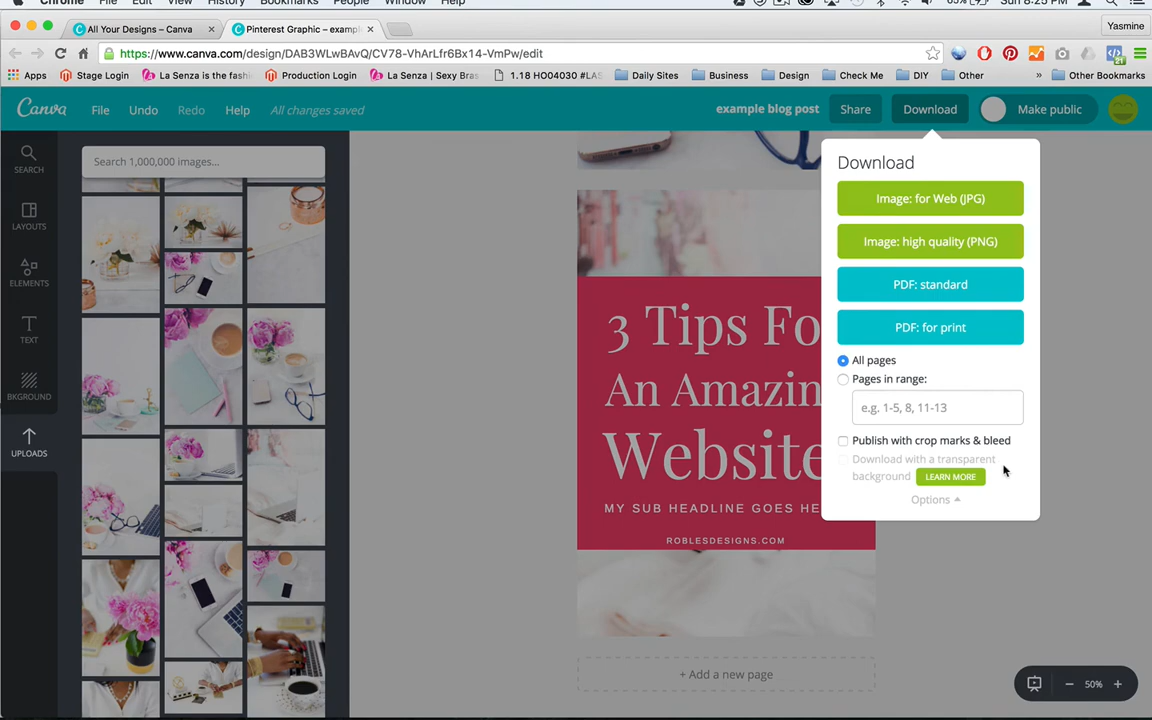 Chrome File Edit View History Bookmarks People Window Help 65% Sun 8:25 PM
All Your Designs – Canva
Pinterest Graphic – exampl
Yasmine
https://www.canva.com/design/DAB3WLwBAvQ/CV78-VhArLfr6Bx14-VmPw/edit
21
Apps Stage Login La Senza is the fashi Production Login La Senza | Sexy Bras 1.18 HO04030 #LAS Daily Sites Business Design Check Me DIY Other » Other Bookmarks
Canva File Undo Redo Help All changes saved example blog post Share Download Make public
SEARCH
LAYOUTS
ELEMENTS
TEXT
BKGROUND
UPLOADS
Search 1,000,000 images...
3 Tips Fo
An Amazin
Website
MY SUB HEADLINE GOES HE
ROBLESDESIGNS.COM
+ Add a new page
Download
Image: for Web (JPG)
Image: high quality (PNG)
PDF: standard
PDF: for print
All pages
Pages in range:
e.g. 1-5, 8, 11-13
Publish with crop marks & bleed
Download with a transparent
background LEARN MORE
Options
− 50% +